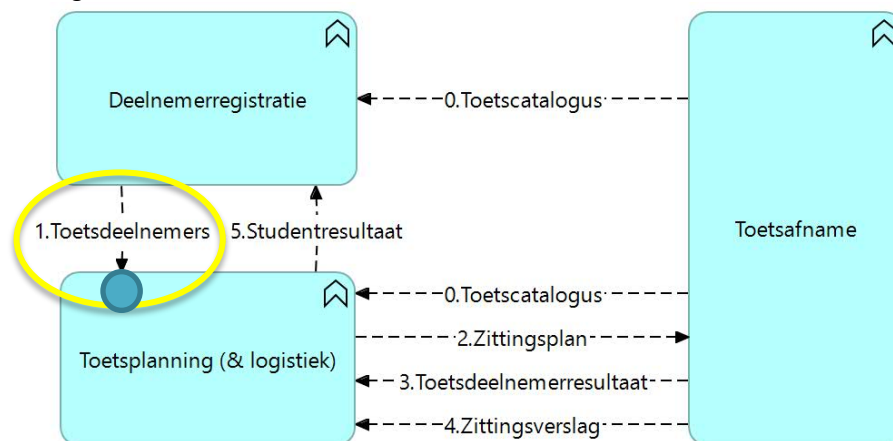 Deelnemerregistratie
0.Toetscatalogus
Toetsafname
1.Toetsdeelnemers
5.Studentresultaat
0.Toetscatalogus
2.Zittingsplan
Toetsplanning (& logistiek)
3.Toetsdeelnemerresultaat
4.Zittingsverslag